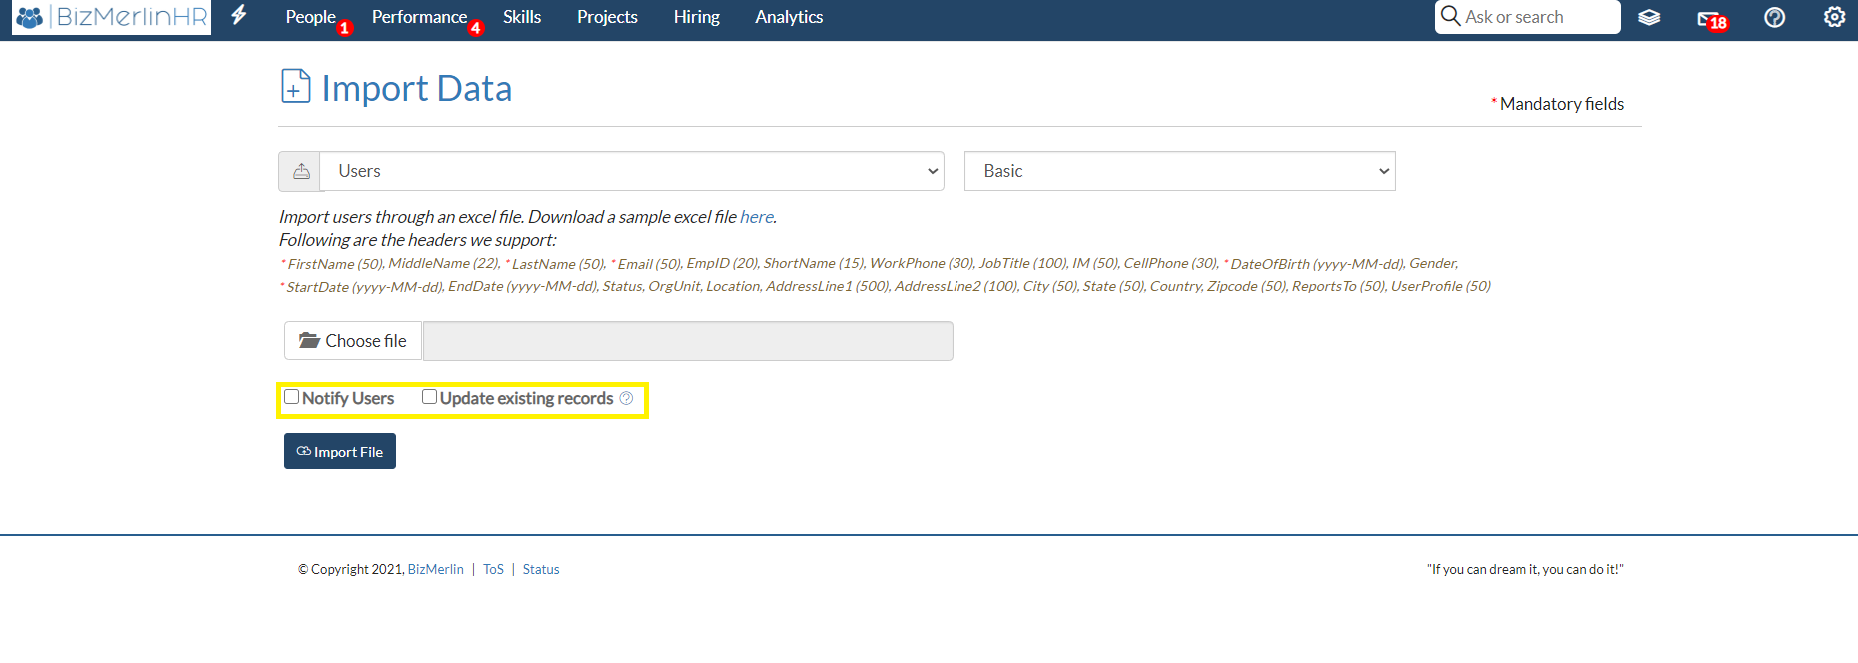 BizMerlinHR People 1 Performance 4 Skills Projects Hiring Analytics Ask or search 18
Import Data
* Mandatory fields
Users Basic
Import users through an excel file. Download a sample excel file here.
Following are the headers we support:
* FirstName (50), MiddleName (22), * LastName (50), * Email (50), EmpID (20), ShortName (15), WorkPhone (30), JobTitle (100), IM (50), CellPhone (30), * DateOfBirth (yyyy-MM-dd), Gender,
* StartDate (yyyy-MM-dd), EndDate (yyyy-MM-dd), Status, OrgUnit, Location, AddressLine1 (500), AddressLine2 (100), City (50), State (50), Country, Zipcode (50), ReportsTo (50), UserProfile (50)
Choose file
Notify Users Update existing records
Import File
© Copyright 2021, BizMerlin | ToS | Status "If you can dream it, you can do it!"